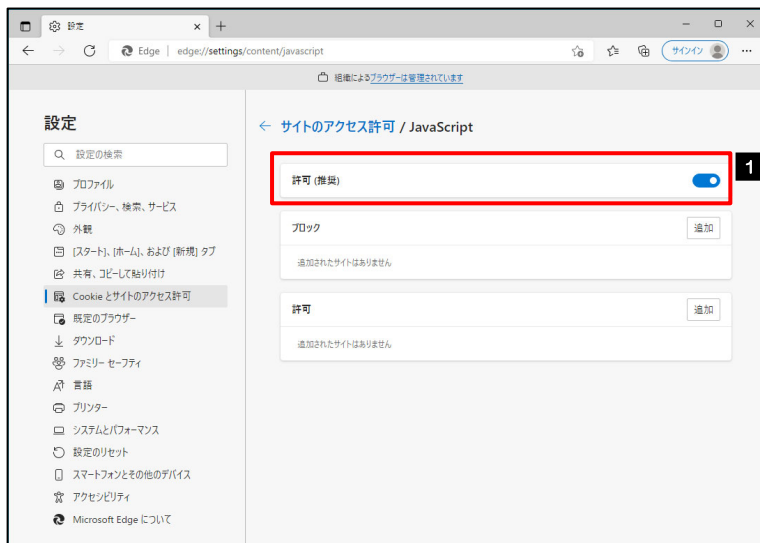 設定
Edge | edge://settings/content/javascript
サインイン
組織によるブラウザーは管理されています
設定
設定の検索
プロファイル
プライバシー、検索、サービス
外観
[スタート]、[ホーム]、および [新規] タブ
共有、コピーして貼り付け
Cookie とサイトのアクセス許可
既定のブラウザー
ダウンロード
ファミリー セーフティ
言語
プリンター
システムとパフォーマンス
設定のリセット
スマートフォンとその他のデバイス
アクセシビリティ
Microsoft Edge について
サイトのアクセス許可 / JavaScript
許可 (推奨)
1
ブロック
追加
追加されたサイトはありません
許可
追加
追加されたサイトはありません